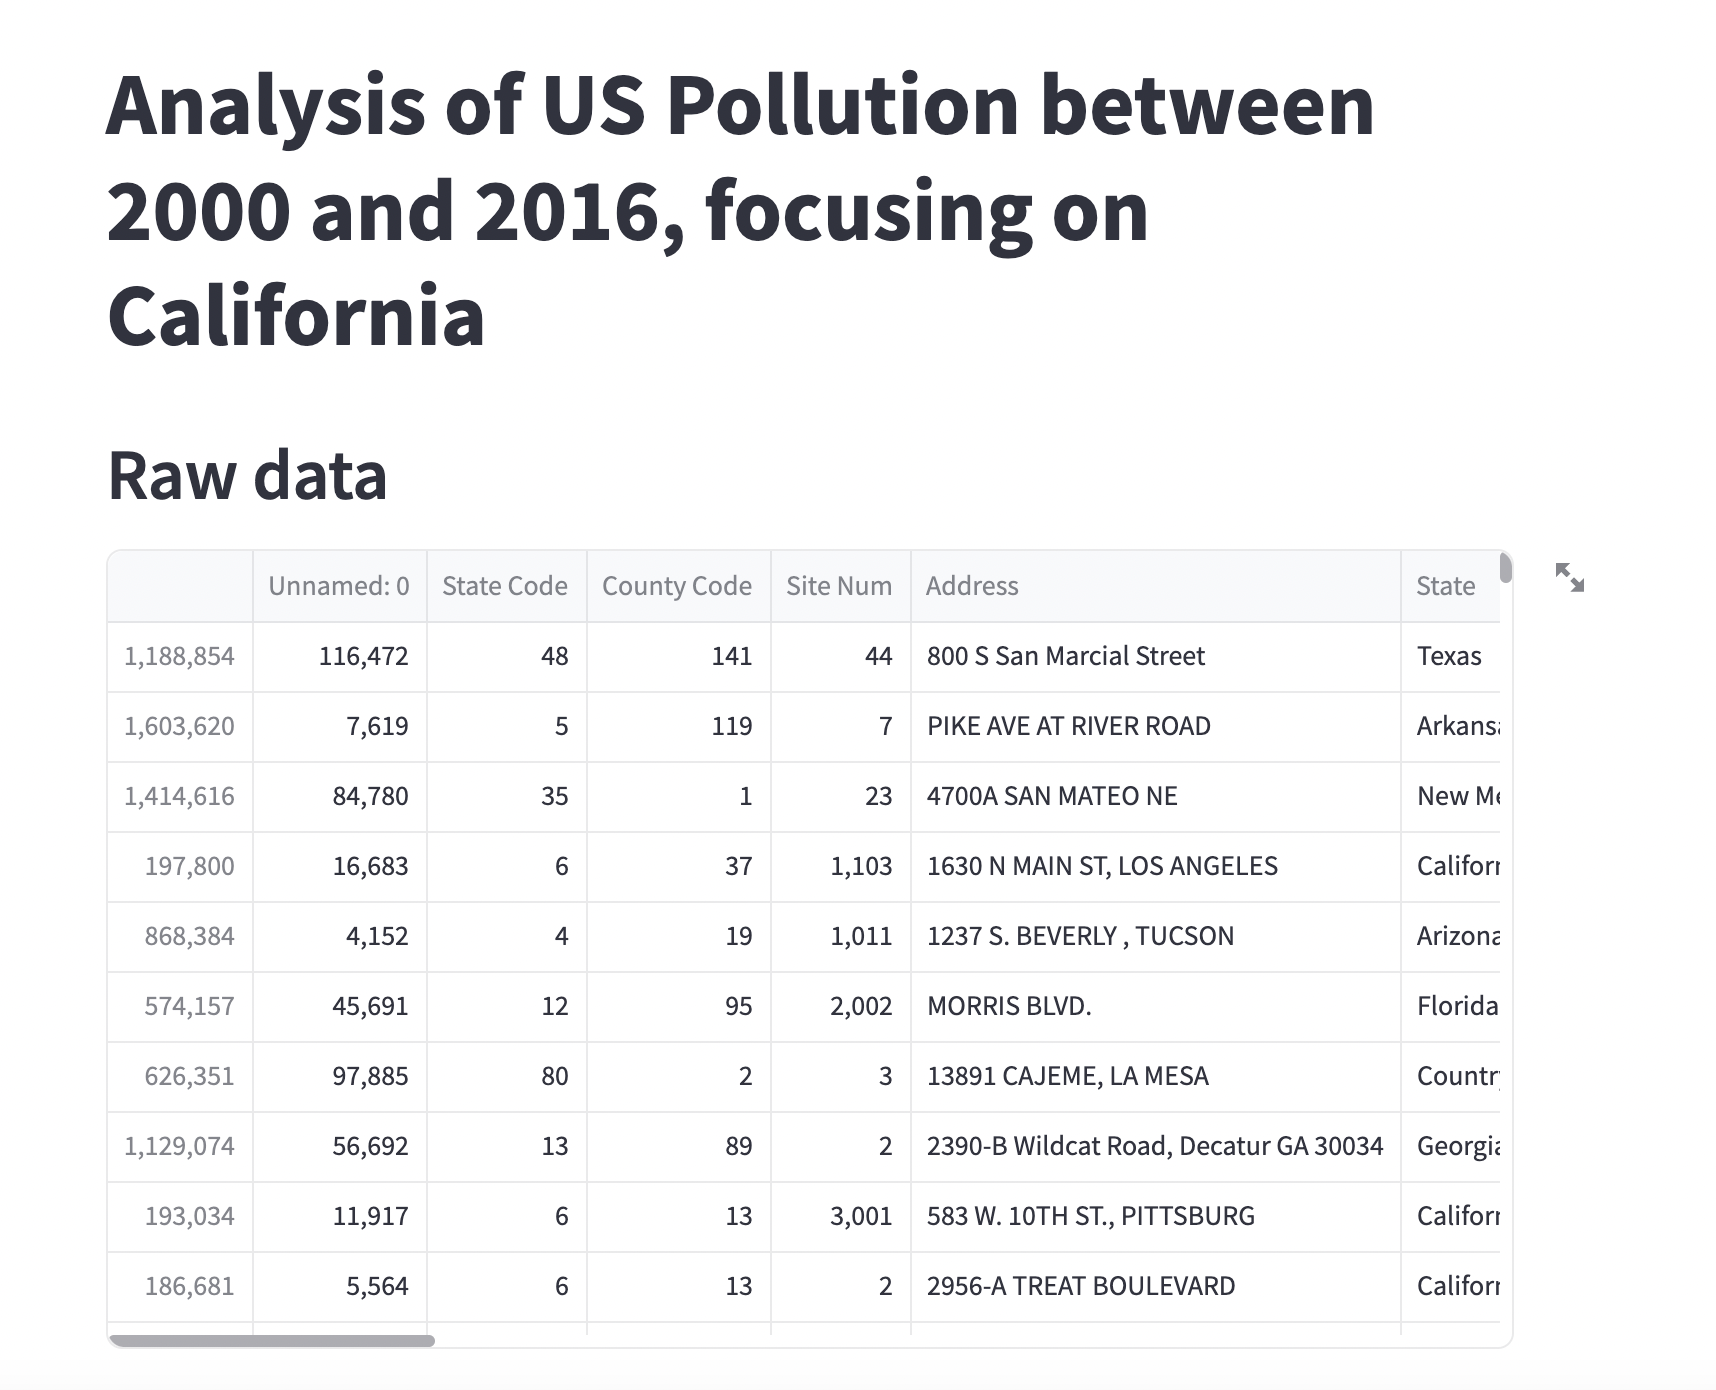 Analysis of US Pollution between
2000 and 2016, focusing on
California
Raw data
Unnamed: 0 State Code County Code Site Num Address State
1,188,854 116,472 48 141 44 800 S San Marcial Street Texas
1,603,620 7,619 5 119 7 PIKE AVE AT RIVER ROAD Arkansa
1,414,616 84,780 35 1 23 4700A SAN MATEO NE New Me
197,800 16,683 6 37 1,103 1630 N MAIN ST, LOS ANGELES Califor
868,384 4,152 4 19 1,011 1237 S. BEVERLY , TUCSON Arizona
574,157 45,691 12 95 2,002 MORRIS BLVD. Florida
626,351 97,885 80 2 3 13891 CAJEME, LA MESA Countr
1,129,074 56,692 13 89 2 2390-B Wildcat Road, Decatur GA 30034 Georgia
193,034 11,917 6 13 3,001 583 W. 10TH ST., PITTSBURG Califor
186,681 5,564 6 13 2 2956-A TREAT BOULEVARD Califor